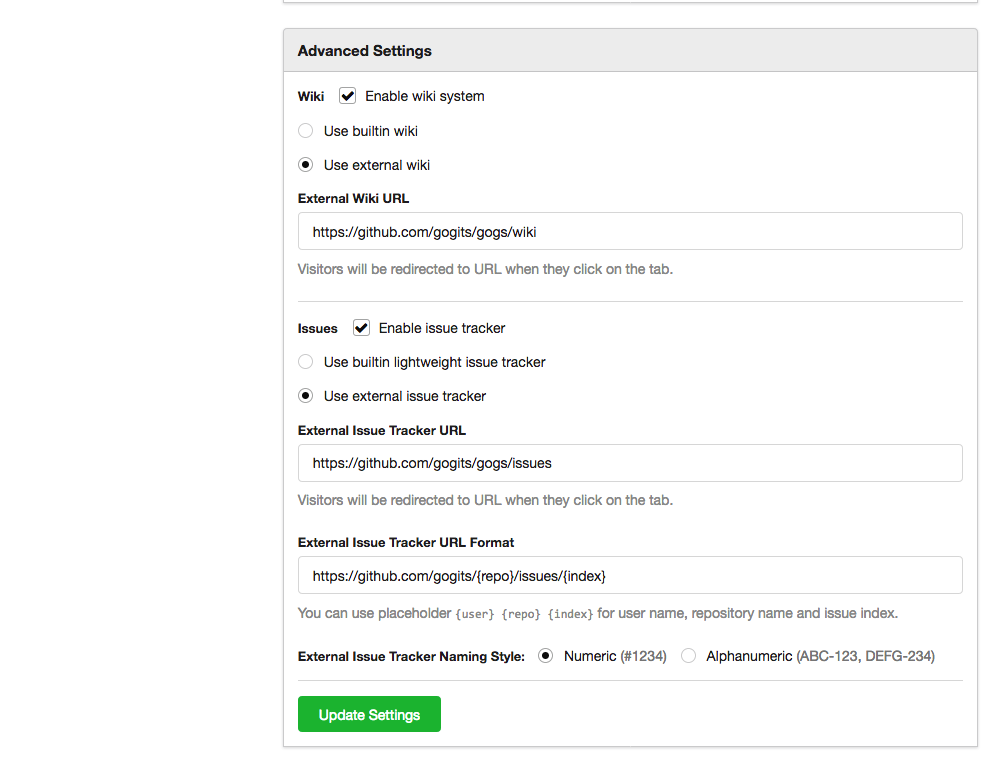 Advanced Settings
Wiki Enable wiki system
Use builtin wiki
Use external wiki
External Wiki URL
https://github.com/gogits/gogs/wiki
Visitors will be redirected to URL when they click on the tab.
Issues Enable issue tracker
Use builtin lightweight issue tracker
Use external issue tracker
External Issue Tracker URL
https://github.com/gogits/gogs/issues
Visitors will be redirected to URL when they click on the tab.
External Issue Tracker URL Format
https://github.com/gogits/{repo}/issues/{index}
You can use placeholder {user} {repo} {index} for user name, repository name and issue index.
External Issue Tracker Naming Style: Numeric (#1234) Alphanumeric (ABC-123, DEFG-234)
Update Settings